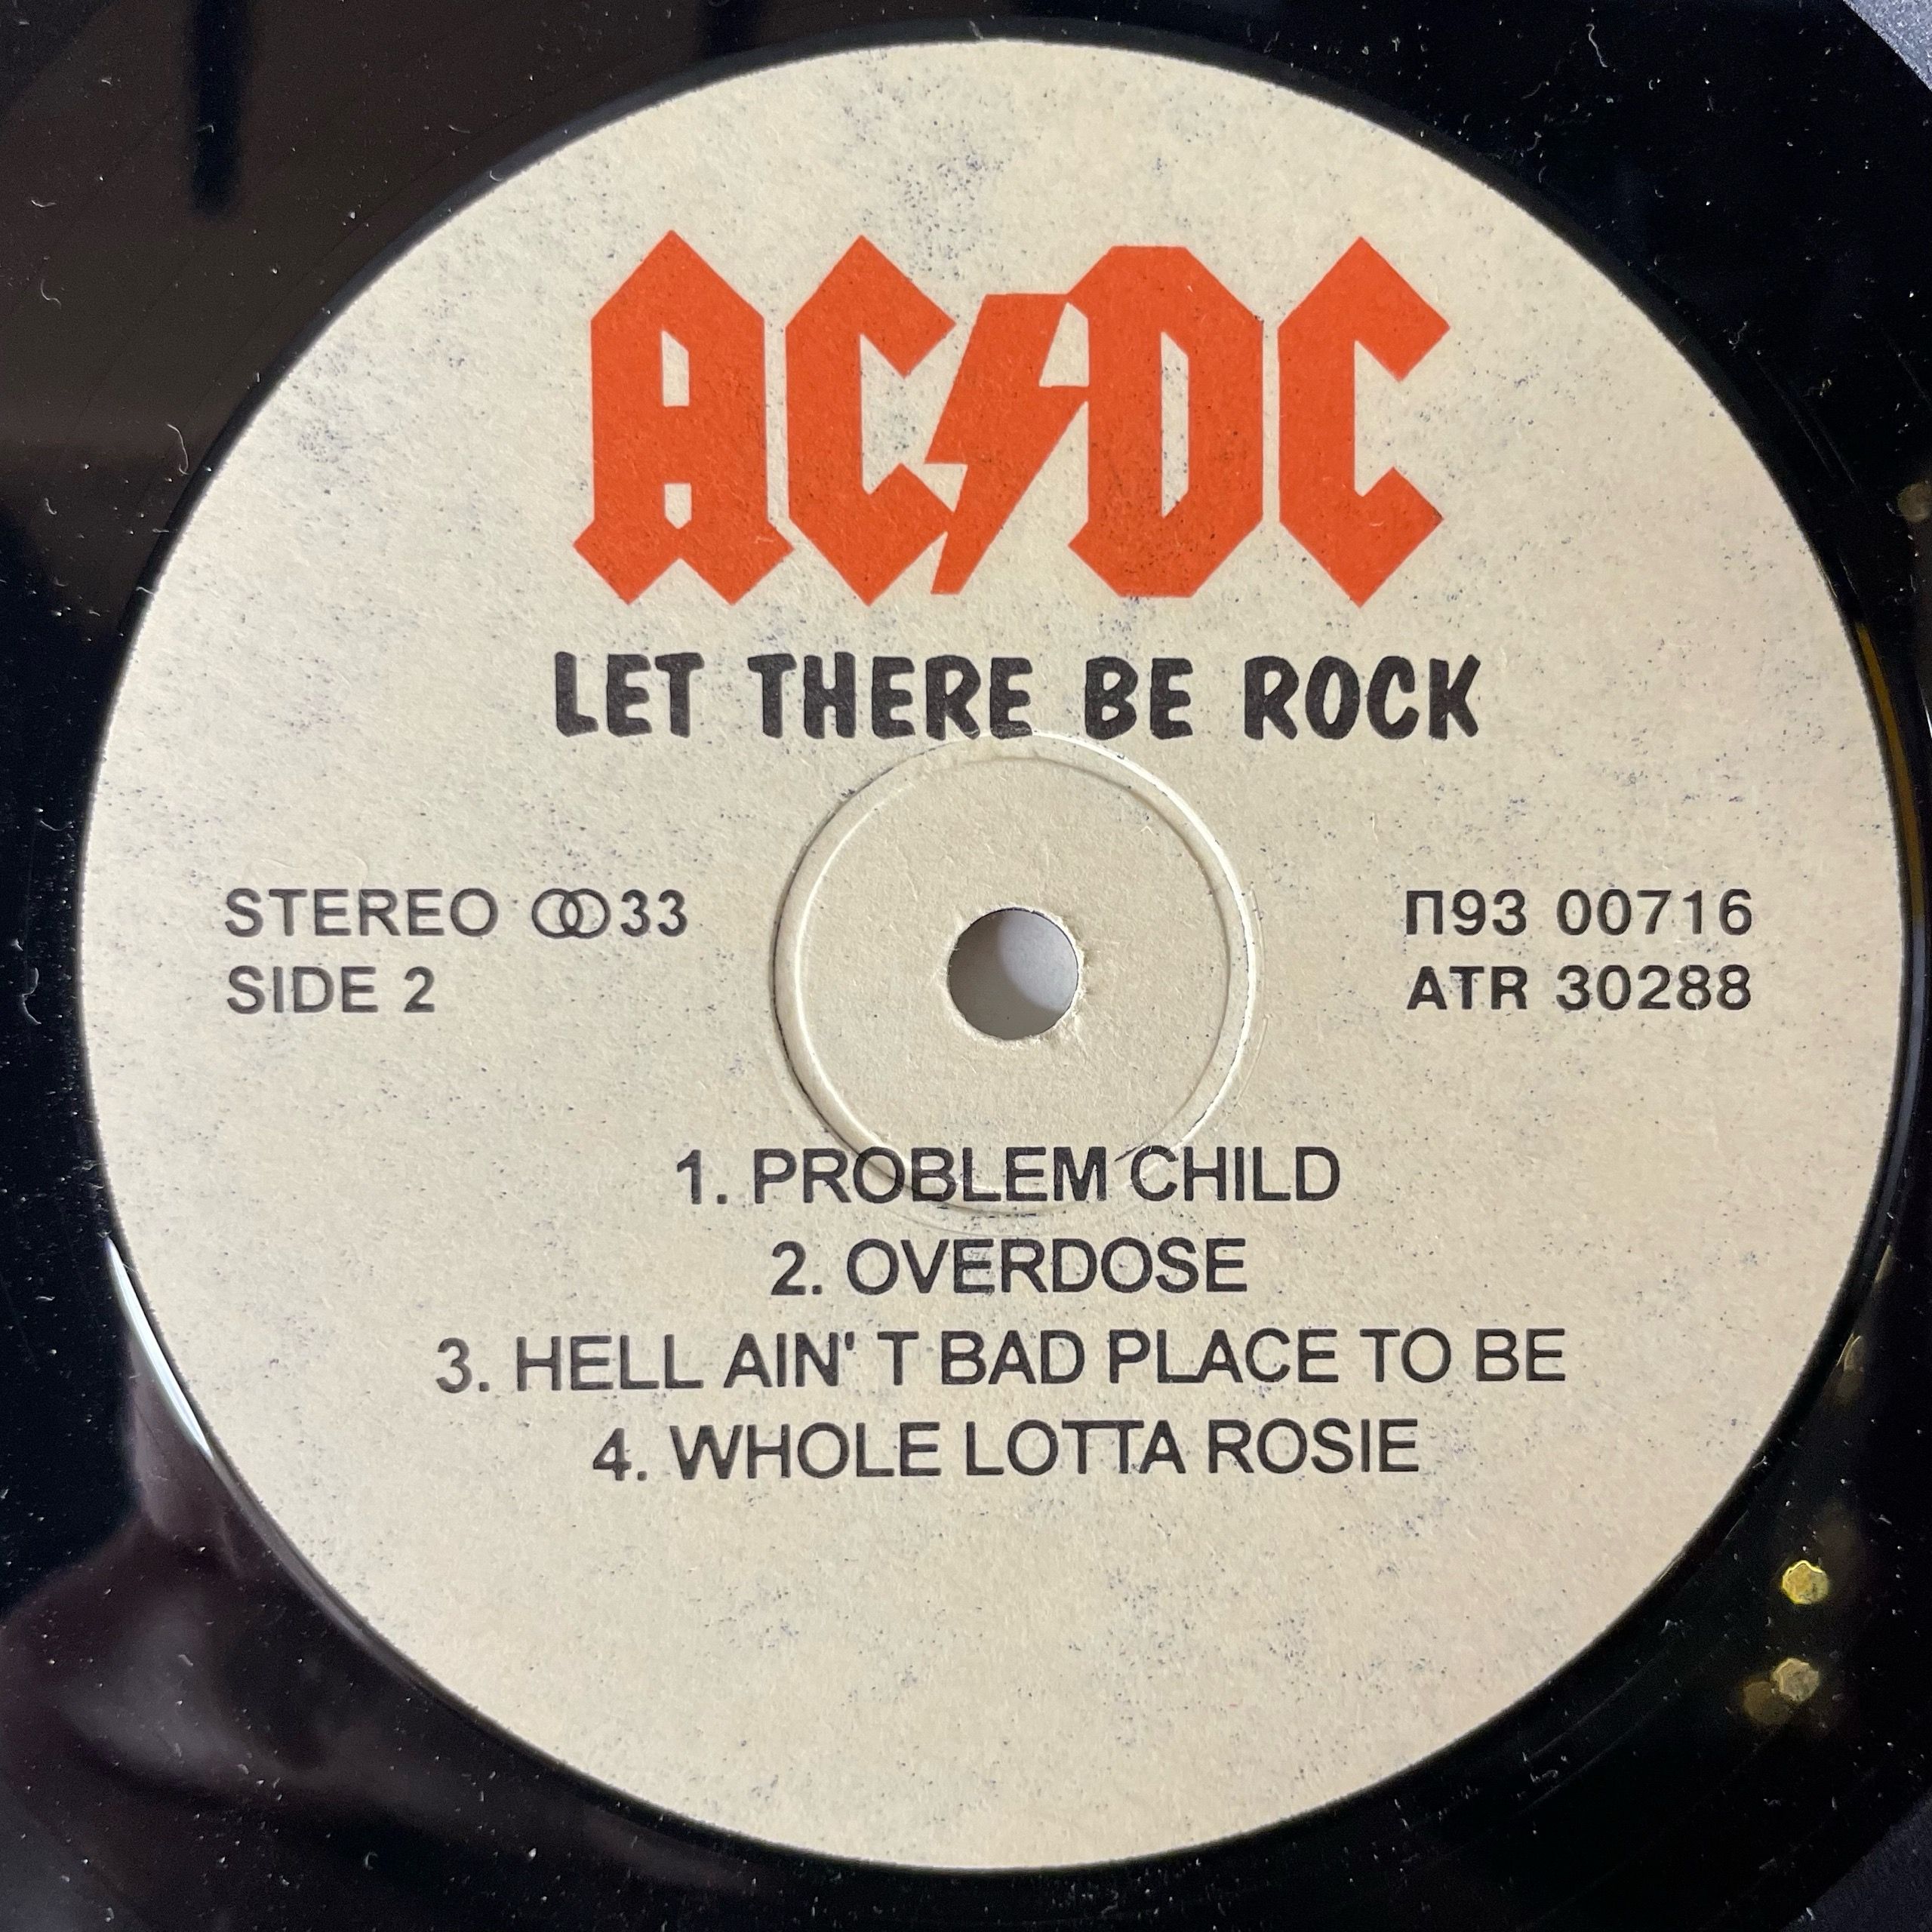 AC⚡DC
LET THERE BE ROCK
STEREO 33
SIDE 2
П93 00716
ATR 30288
1. PROBLEM CHILD
2. OVERDOSE
3. HELL AIN' T BAD PLACE TO BE
4. WHOLE LOTTA ROSIE